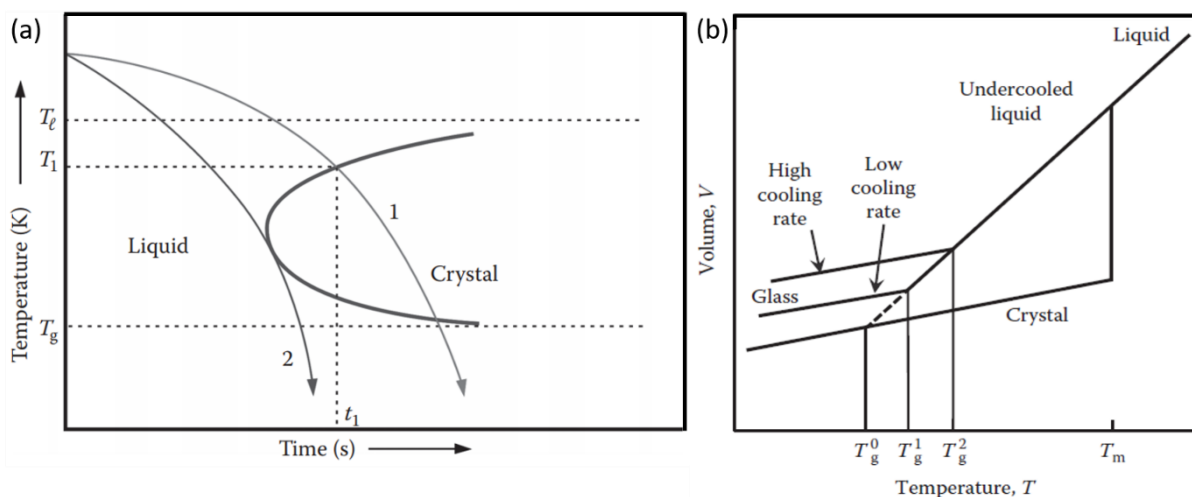 (a)
Temperature (K)
Tℓ
T1
Tg
Liquid
1
Crystal
2
t1
Time (s)
(b)
Volume, V
Liquid
Undercooled
liquid
High
cooling
rate
Low
cooling
rate
Glass
Crystal
T0g
T1g
T2g
Tm
Temperature, T